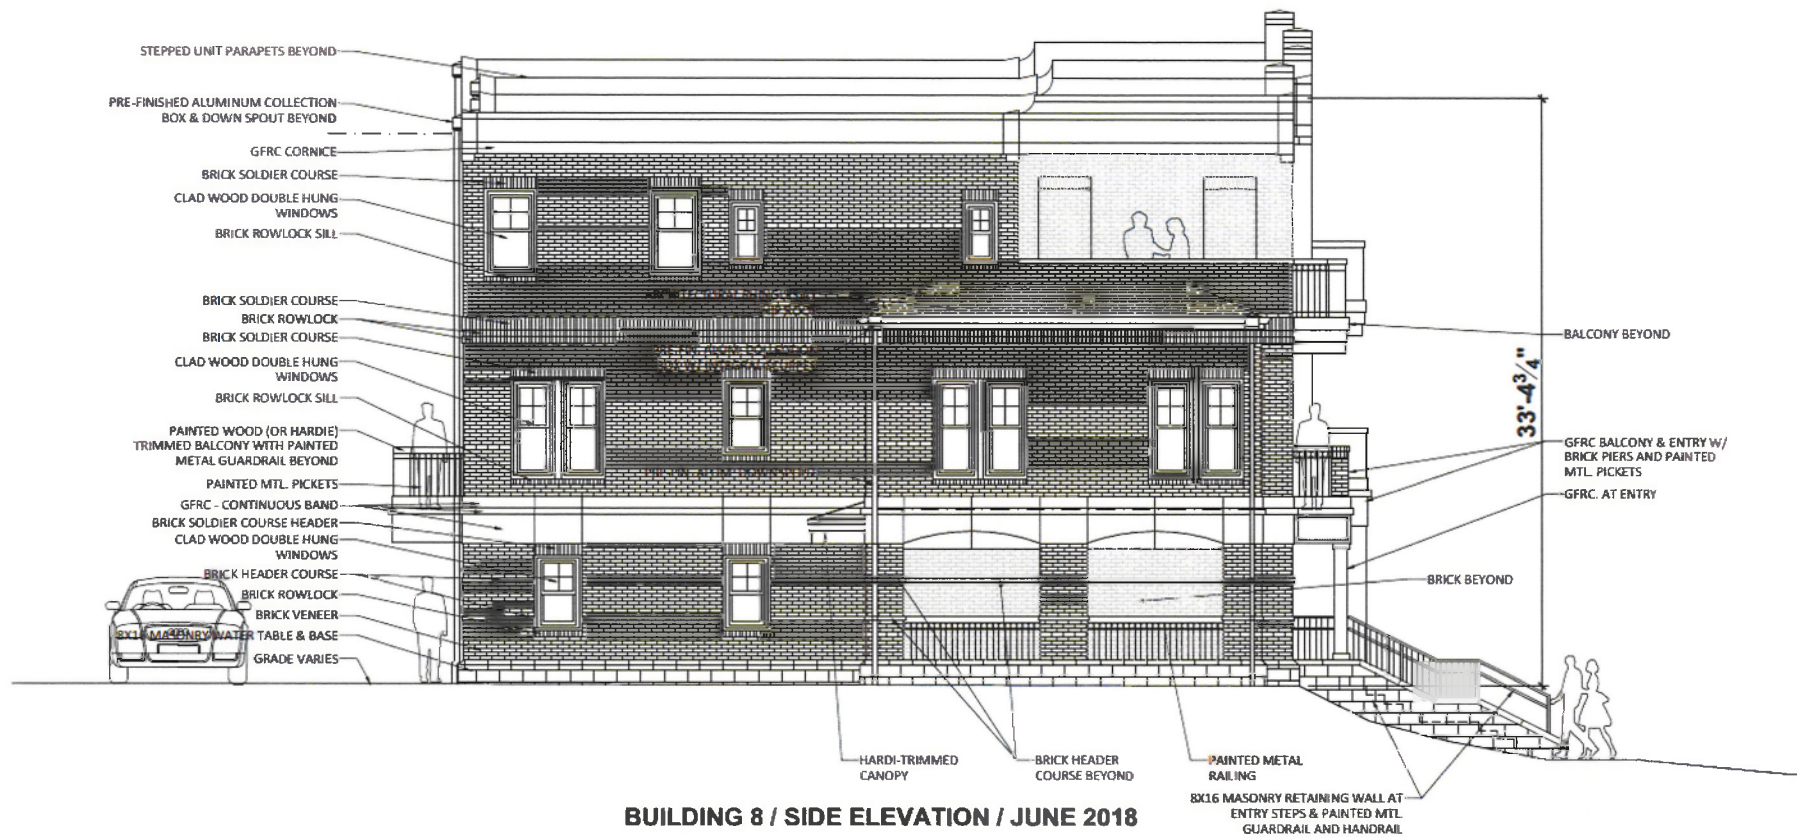 STEPPED UNIT PARAPETS BEYOND
PRE-FINISHED ALUMINUM COLLECTION
BOX & DOWN SPOUT BEYOND
GFRC CORNICE
BRICK SOLDIER COURSE
CLAD WOOD DOUBLE HUNG
WINDOWS
BRICK ROWLOCK SILL
BRICK SOLDIER COURSE
BRICK ROWLOCK
BRICK SOLDIER COURSE
CLAD WOOD DOUBLE HUNG
WINDOWS
BRICK ROWLOCK SILL
PAINTED WOOD (OR HARDIE)
TRIMMED BALCONY WITH PAINTED
METAL GUARDRAIL BEYOND
PAINTED MTL. PICKETS
GFRC - CONTINUOUS BAND
BRICK SOLDIER COURSE HEADER
CLAD WOOD DOUBLE HUNG
WINDOWS
BRICK HEADER COURSE
BRICK ROWLOCK
BRICK VENEER
8X16 MASONRY WATER TABLE & BASE
GRADE VARIES
BALCONY BEYOND
33'-4¾"
GFRC BALCONY & ENTRY W/
BRICK PIERS AND PAINTED
MTL. PICKETS
GFRC. AT ENTRY
BRICK BEYOND
HARDI-TRIMMED
CANOPY
BRICK HEADER
COURSE BEYOND
PAINTED METAL
RAILING
8X16 MASONRY RETAINING WALL AT
ENTRY STEPS & PAINTED MTL.
GUARDRAIL AND HANDRAIL
BUILDING 8 / SIDE ELEVATION / JUNE 2018